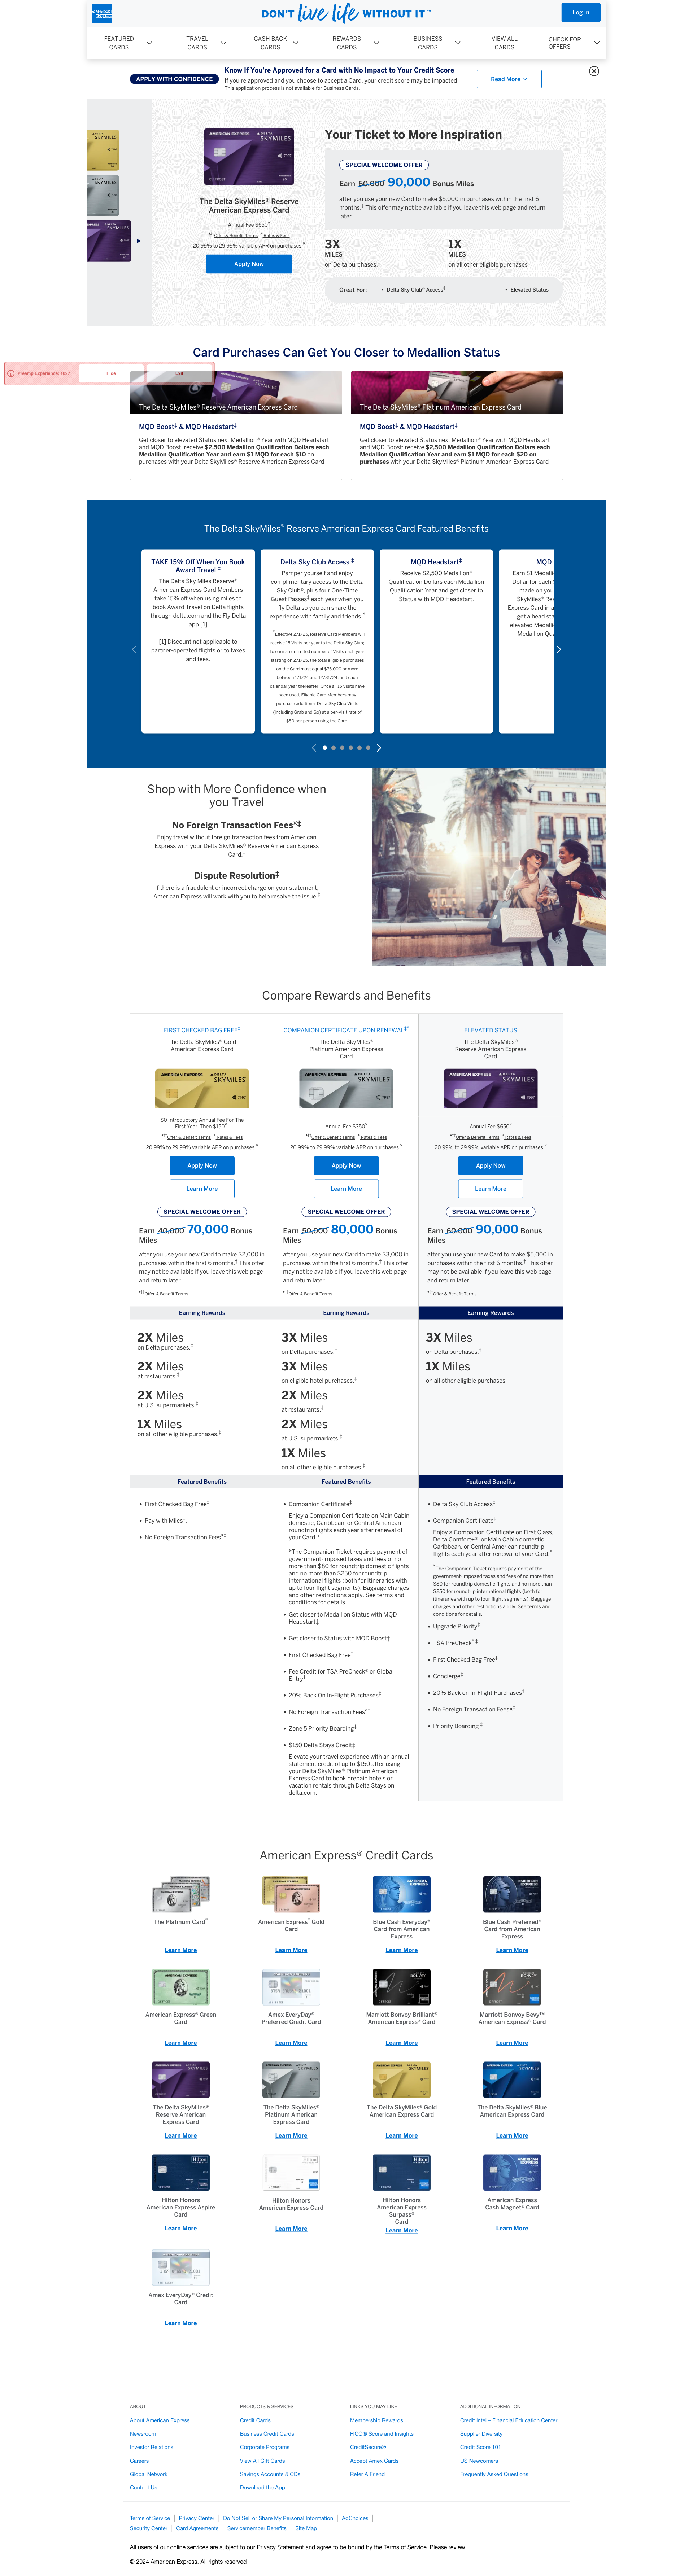 AMERICAN EXPRESS
DON'T live life WITHOUT IT™
Log In
FEATURED CARDS
TRAVEL CARDS
CASH BACK CARDS
REWARDS CARDS
BUSINESS CARDS
VIEW ALL CARDS
CHECK FOR OFFERS
APPLY WITH CONFIDENCE
Know If You're Approved for a Card with No Impact to Your Credit Score
If you're approved and you choose to accept a Card, your credit score may be impacted.
This application process is not available for Business Cards.
Read More
The Delta SkyMiles® Reserve
American Express Card
Annual Fee $650¤
*‡†Offer & Benefit Terms ¤Rates & Fees
20.99% to 29.99% variable APR on purchases.¤
Apply Now
Your Ticket to More Inspiration
SPECIAL WELCOME OFFER
Earn 60,000 90,000 Bonus Miles
after you use your new Card to make $5,000 in purchases within the first 6
months.† This offer may not be available if you leave this web page and return
later.
3X
MILES
on Delta purchases.‡
1X
MILES
on all other eligible purchases
Great For:
• Delta Sky Club® Access‡
• Elevated Status
Card Purchases Can Get You Closer to Medallion Status
Hide
Exit
The Delta SkyMiles® Reserve American Express Card
MQD Boost‡ & MQD Headstart‡
Get closer to elevated Status next Medallion® Year with MQD Headstart
and MQD Boost: receive $2,500 Medallion Qualification Dollars each
Medallion Qualification Year and earn $1 MQD for each $10 on
purchases with your Delta SkyMiles® Reserve American Express Card
The Delta SkyMiles® Platinum American Express Card
MQD Boost‡ & MQD Headstart‡
Get closer to elevated Status next Medallion® Year with MQD Headstart
and MQD Boost: receive $2,500 Medallion Qualification Dollars each
Medallion Qualification Year and earn $1 MQD for each $20 on
purchases with your Delta SkyMiles® Platinum American Express Card
The Delta SkyMiles® Reserve American Express Card Featured Benefits
TAKE 15% Off When You Book
Award Travel ‡
The Delta Sky Miles Reserve®
American Express Card Members
take 15% off when using miles to
book Award Travel on Delta flights
through delta.com and the Fly Delta
app.[1]
[1] Discount not applicable to
partner-operated flights or to taxes
and fees.
Delta Sky Club Access ‡
Pamper yourself and enjoy
complimentary access to the Delta
Sky Club®, plus four One-Time
Guest Passes‡ each year when you
fly Delta so you can share the
experience with family and friends.*
*Effective 2/1/25, Reserve Card Members will
receive 15 Visits per year to the Delta Sky Club;
to earn an unlimited number of Visits each year
starting on 2/1/25, the total eligible purchases
on the Card must equal $75,000 or more
between 1/1/24 and 12/31/24, and each
calendar year thereafter. Once all 15 Visits have
been used, Eligible Card Members may
purchase additional Delta Sky Club Visits
(including Grab and Go) at a per-Visit rate of
$50 per person using the Card.
MQD Headstart‡
Receive $2,500 Medallion®
Qualification Dollars each Medallion
Qualification Year and get closer to
Status with MQD Headstart.
MQD
Earn $1 Medalli
Dollar for each
made on your
SkyMiles® Res
Express Card in a
get a head sta
elevated Medalli
Medallion Qua
Shop with More Confidence when
you Travel
No Foreign Transaction Fees¤‡
Enjoy travel without foreign transaction fees from American
Express with your Delta SkyMiles® Reserve American Express
Card.‡
Dispute Resolution‡
If there is a fraudulent or incorrect charge on your statement,
American Express will work with you to help resolve the issue.‡
Compare Rewards and Benefits
FIRST CHECKED BAG FREE‡
The Delta SkyMiles® Gold
American Express Card
$0 Introductory Annual Fee For The
First Year, Then $150¤†
*‡†Offer & Benefit Terms ¤Rates & Fees
20.99% to 29.99% variable APR on purchases.¤
Apply Now
Learn More
SPECIAL WELCOME OFFER
Earn 40,000 70,000 Bonus
Miles
after you use your new Card to make $2,000 in
purchases within the first 6 months.† This offer
may not be available if you leave this web page
and return later.
*‡†Offer & Benefit Terms
Earning Rewards
2X Miles
on Delta purchases.‡
2X Miles
at restaurants.‡
2X Miles
at U.S. supermarkets.‡
1X Miles
on all other eligible purchases.‡
Featured Benefits
• First Checked Bag Free‡
• Pay with Miles‡.
• No Foreign Transaction Fees¤‡
COMPANION CERTIFICATE UPON RENEWAL‡*
The Delta SkyMiles®
Platinum American Express
Card
Annual Fee $350¤
*‡†Offer & Benefit Terms ¤Rates & Fees
20.99% to 29.99% variable APR on purchases.¤
Apply Now
Learn More
SPECIAL WELCOME OFFER
Earn 50,000 80,000 Bonus
Miles
after you use your new Card to make $3,000 in
purchases within the first 6 months.† This offer
may not be available if you leave this web page
and return later.
*‡†Offer & Benefit Terms
Earning Rewards
3X Miles
on Delta purchases.‡
3X Miles
on eligible hotel purchases.‡
2X Miles
at restaurants.‡
2X Miles
at U.S. supermarkets.‡
1X Miles
on all other eligible purchases.‡
Featured Benefits
• Companion Certificate‡
Enjoy a Companion Certificate on Main Cabin
domestic, Caribbean, or Central American
roundtrip flights each year after renewal of
your Card.*
*The Companion Ticket requires payment of
government-imposed taxes and fees of no
more than $80 for roundtrip domestic flights
and no more than $250 for roundtrip
international flights (both for itineraries with
up to four flight segments). Baggage charges
and other restrictions apply. See terms and
conditions for details.
• Get closer to Medallion Status with MQD
Headstart‡
• Get closer to Status with MQD Boost‡
• First Checked Bag Free‡
• Fee Credit for TSA PreCheck® or Global
Entry‡
• 20% Back On In-Flight Purchases‡
• No Foreign Transaction Fees¤‡
• Zone 5 Priority Boarding‡
• $150 Delta Stays Credit‡
Elevate your travel experience with an annual
statement credit of up to $150 after using
your Delta SkyMiles® Platinum American
Express Card to book prepaid hotels or
vacation rentals through Delta Stays on
delta.com.
ELEVATED STATUS
The Delta SkyMiles®
Reserve American Express
Card
Annual Fee $650¤
*‡†Offer & Benefit Terms ¤Rates & Fees
20.99% to 29.99% variable APR on purchases.¤
Apply Now
Learn More
SPECIAL WELCOME OFFER
Earn 60,000 90,000 Bonus
Miles
after you use your new Card to make $5,000 in
purchases within the first 6 months.† This offer
may not be available if you leave this web page
and return later.
*‡†Offer & Benefit Terms
Earning Rewards
3X Miles
on Delta purchases.‡
1X Miles
on all other eligible purchases
Featured Benefits
• Delta Sky Club Access‡
• Companion Certificate‡
Enjoy a Companion Certificate on First Class,
Delta Comfort+®, or Main Cabin domestic,
Caribbean, or Central American roundtrip
flights each year after renewal of your Card.*
*The Companion Ticket requires payment of the
government-imposed taxes and fees of no more than
$80 for roundtrip domestic flights and no more than
$250 for roundtrip international flights (both for
itineraries with up to four flight segments). Baggage
charges and other restrictions apply. See terms and
conditions for details.
• Upgrade Priority‡
• TSA PreCheck® ‡
• First Checked Bag Free‡
• Concierge‡
• 20% Back on In-Flight Purchases‡
• No Foreign Transaction Fees¤‡
• Priority Boarding ‡
American Express® Credit Cards
The Platinum Card®
Learn More
American Express® Gold
Card
Learn More
Blue Cash Everyday®
Card from American
Express
Learn More
Blue Cash Preferred®
Card from American
Express
Learn More
American Express® Green
Card
Learn More
Amex EveryDay®
Preferred Credit Card
Learn More
Marriott Bonvoy Brilliant®
American Express® Card
Learn More
Marriott Bonvoy Bevy™
American Express® Card
Learn More
The Delta SkyMiles®
Reserve American
Express Card
Learn More
The Delta SkyMiles®
Platinum American
Express Card
Learn More
The Delta SkyMiles® Gold
American Express Card
Learn More
The Delta SkyMiles® Blue
American Express Card
Learn More
Hilton Honors
American Express Aspire
Card
Learn More
Hilton Honors
American Express Card
Learn More
Hilton Honors
American Express
Surpass®
Card
Learn More
American Express
Cash Magnet® Card
Learn More
Amex EveryDay® Credit
Card
Learn More
ABOUT
About American Express
Newsroom
Investor Relations
Careers
Global Network
Contact Us
PRODUCTS & SERVICES
Credit Cards
Business Credit Cards
Corporate Programs
View All Gift Cards
Savings Accounts & CDs
Download the App
LINKS YOU MAY LIKE
Membership Rewards
FICO® Score and Insights
CreditSecure®
Accept Amex Cards
Refer A Friend
ADDITIONAL INFORMATION
Credit Intel – Financial Education Center
Supplier Diversity
Credit Score 101
US Newcomers
Frequently Asked Questions
Terms of Service | Privacy Center | Do Not Sell or Share My Personal Information | AdChoices |
Security Center | Card Agreements | Servicemember Benefits | Site Map
All users of our online services are subject to our Privacy Statement and agree to be bound by the Terms of Service. Please review.
© 2024 American Express. All rights reserved